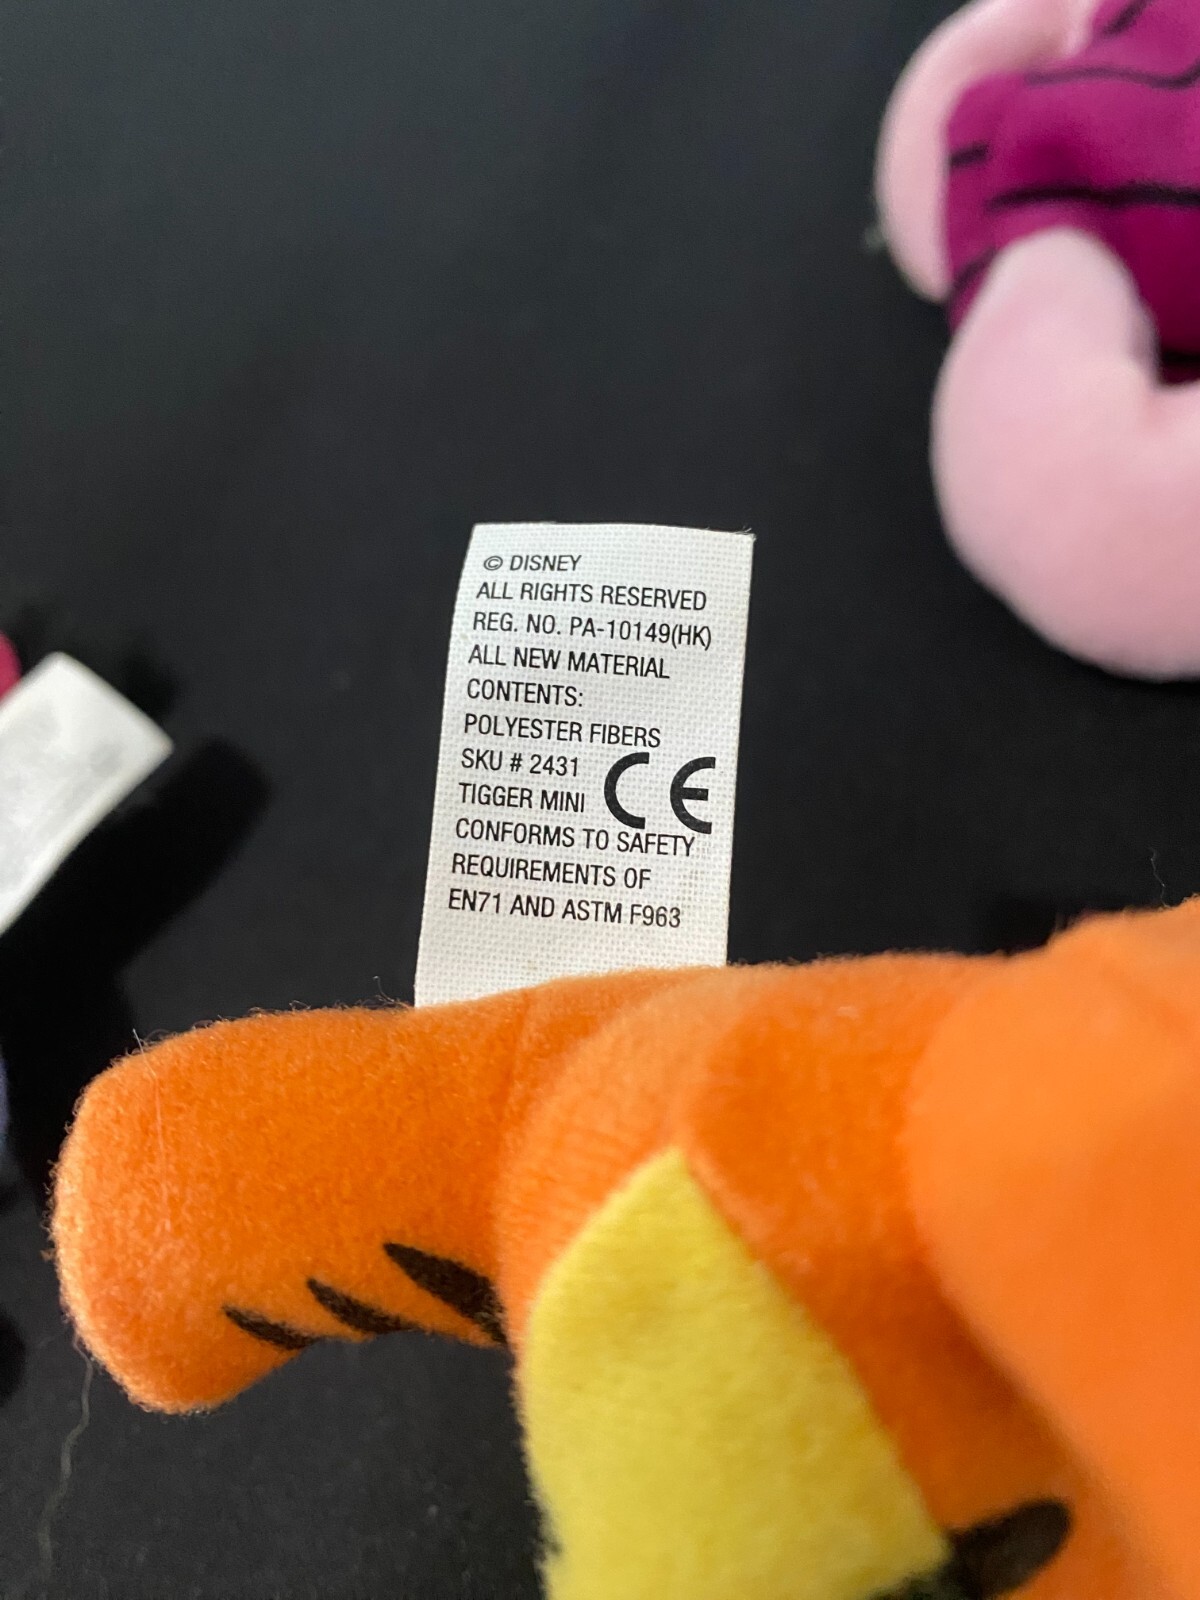 © DISNEY
ALL RIGHTS RESERVED
REG. NO. PA-10149(HK)
ALL NEW MATERIAL
CONTENTS:
POLYESTER FIBERS
SKU # 2431
TIGGER MINI CE
CONFORMS TO SAFETY
REQUIREMENTS OF
EN71 AND ASTM F963